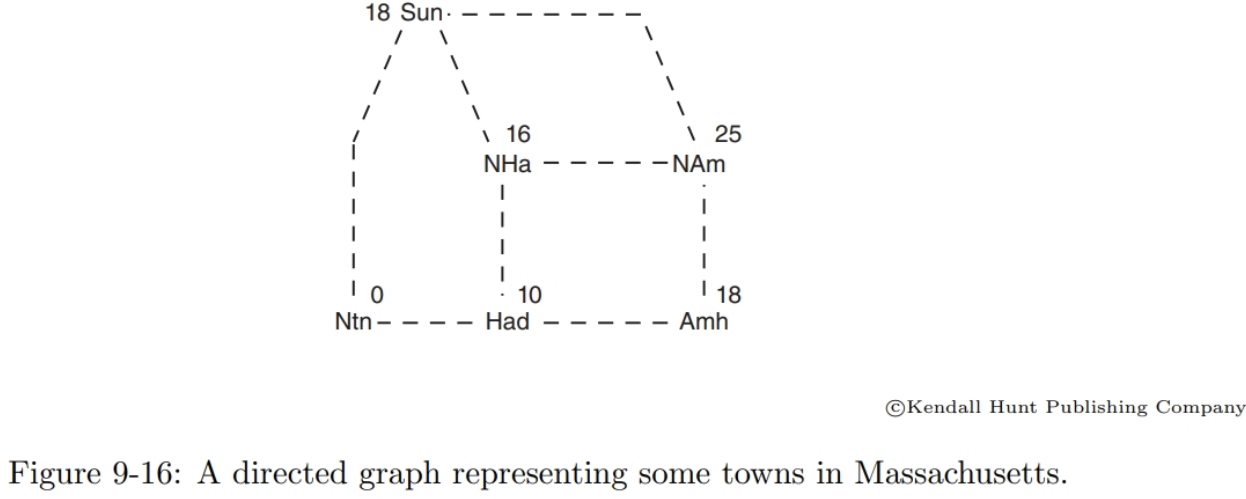 18 Sun
16
25
NHa
NAm
0
10
18
Ntn
Had
Amh
©Kendall Hunt Publishing Company
Figure 9-16: A directed graph representing some towns in Massachusetts.